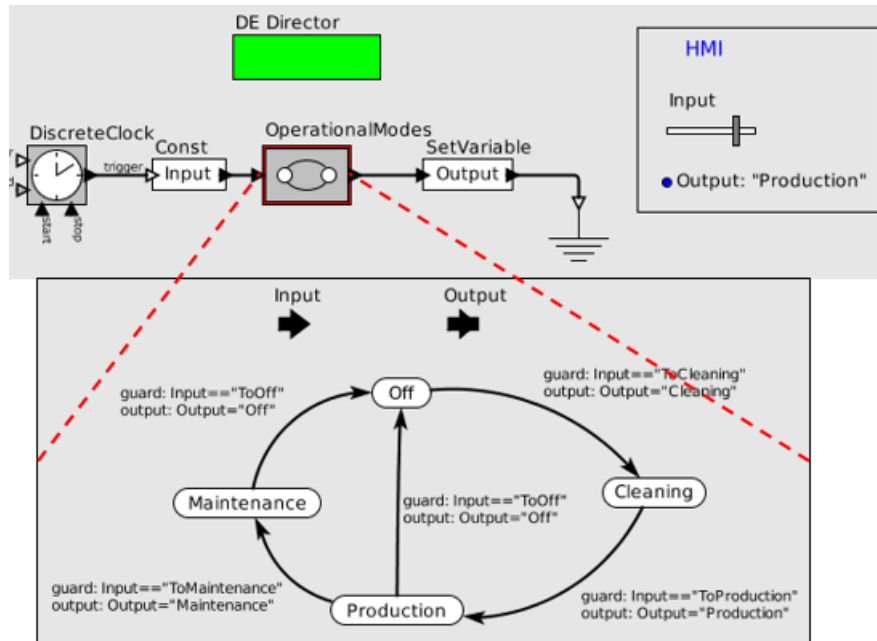 DE Director
HMI
Input
Output: "Production"
DiscreteClock
trigger
start
stop
Const
Input
OperationalModes
SetVariable
Output
Input
Output
guard: Input=="ToOff"
output: Output="Off"
Off
guard: Input=="ToCleaning"
output: Output="Cleaning"
Maintenance
guard: Input=="ToOff"
output: Output="Off"
Cleaning
guard: Input=="ToMaintenance"
output: Output="Maintenance"
Production
guard: Input=="ToProduction"
output: Output="Production"